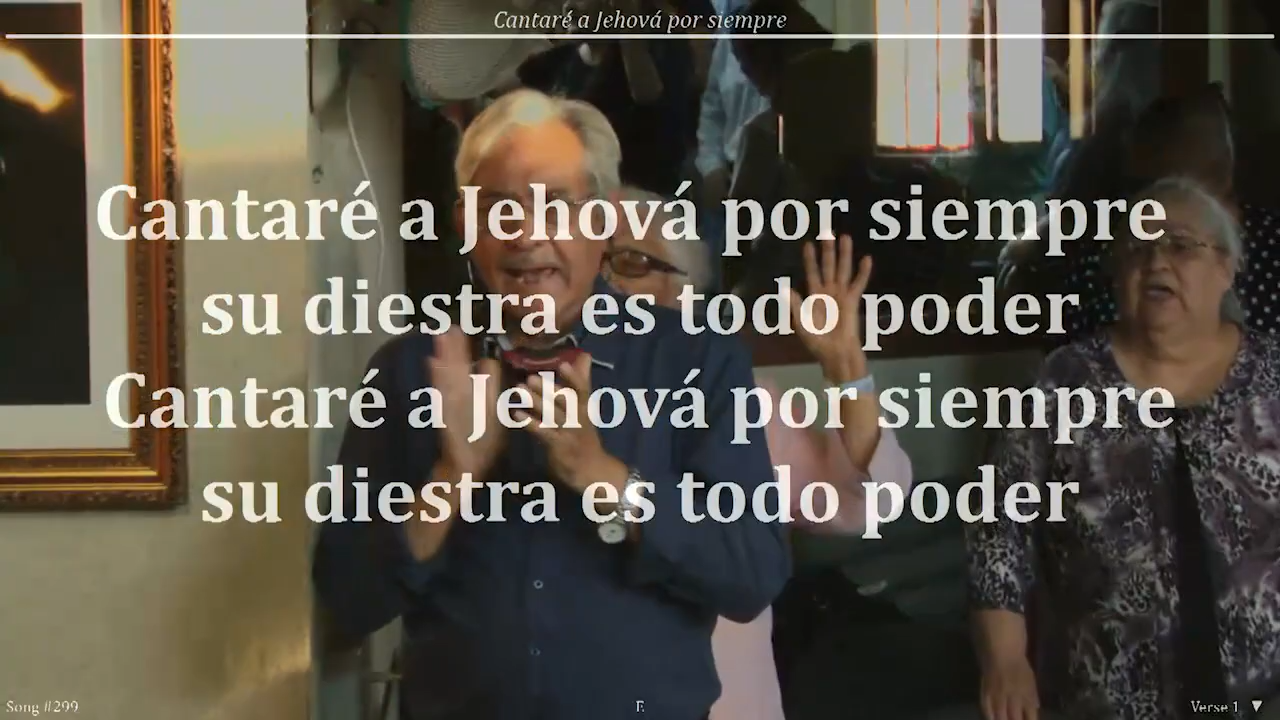 Cantaré a Jehová por siempre
Cantaré a Jehová por siempre
su diestra es todo poder
Cantaré a Jehová por siempre
su diestra es todo poder
Song #299
E
Verse 1 ▼